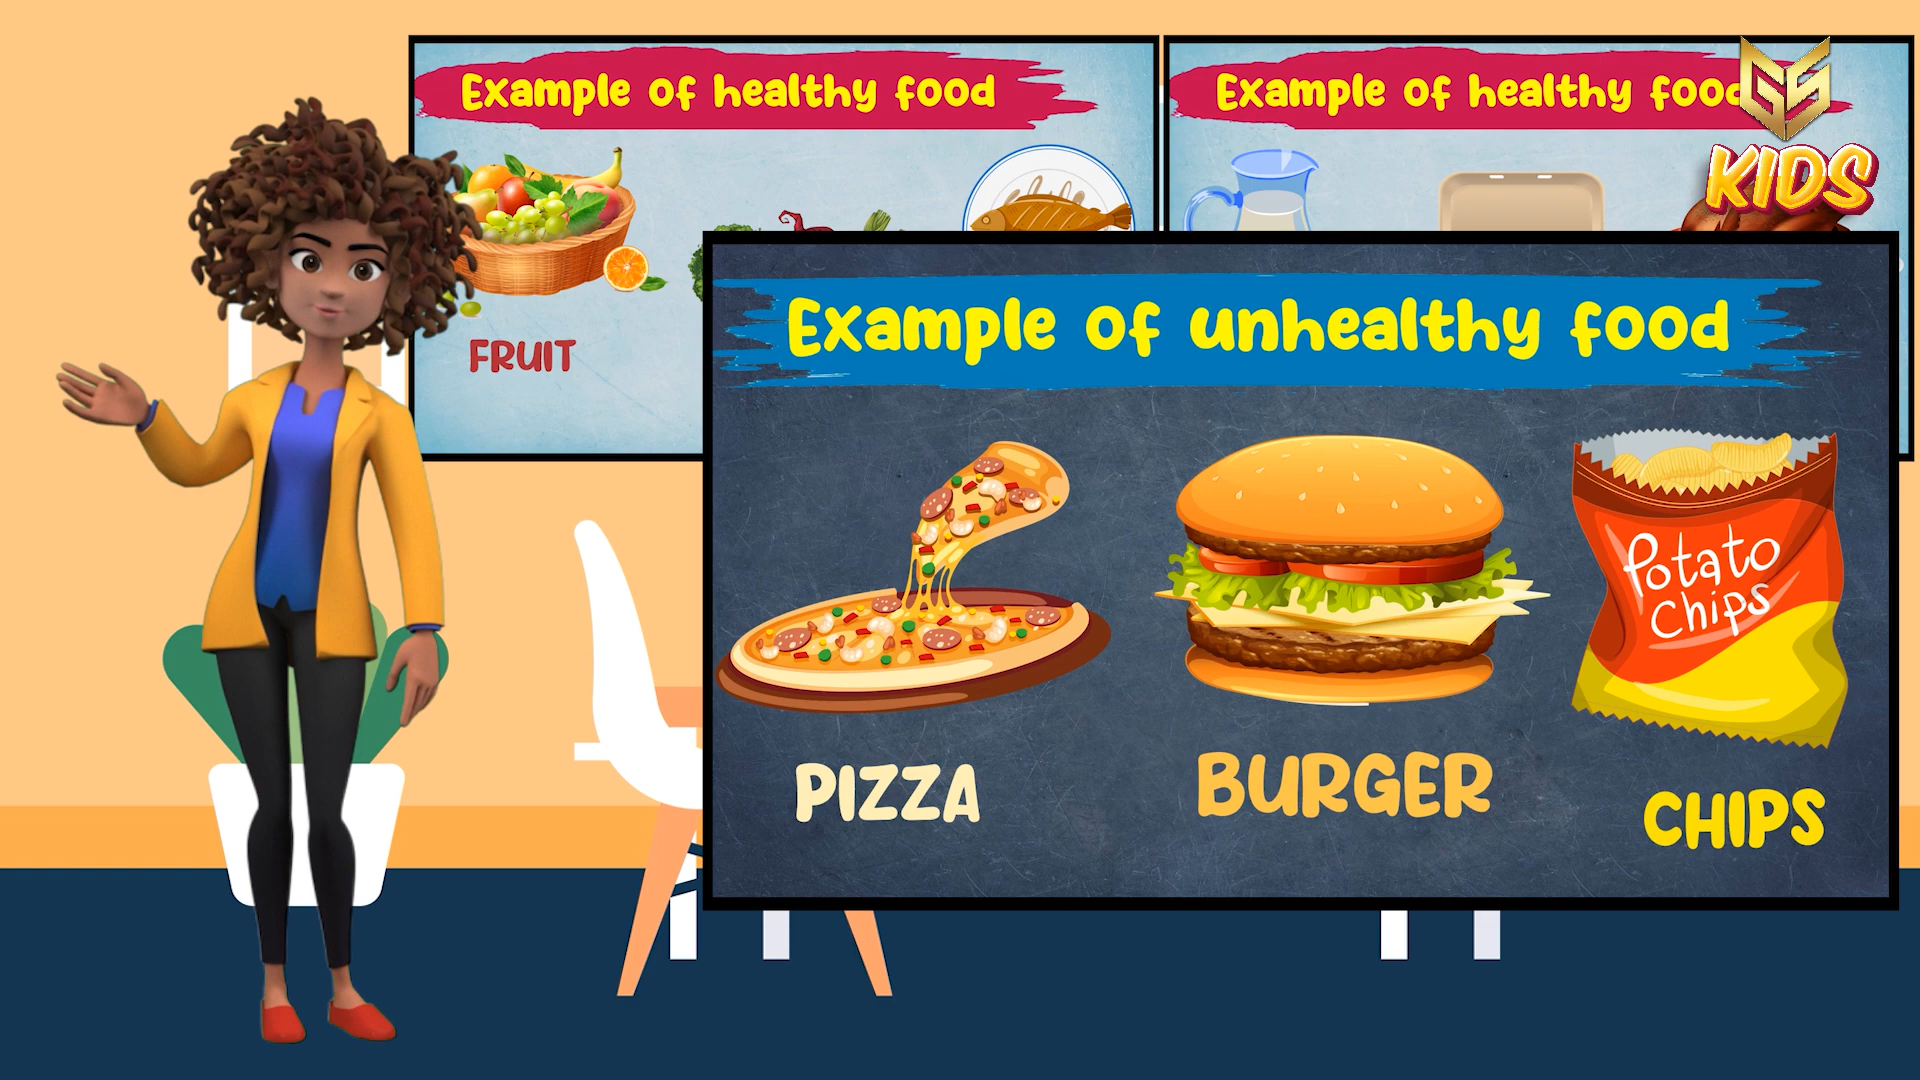 Example of healthy food
Example of healthy food
GS
KIDS
FRUIT
Example of unhealthy food
Potato
Chips
PIZZA
BURGER
CHIPS